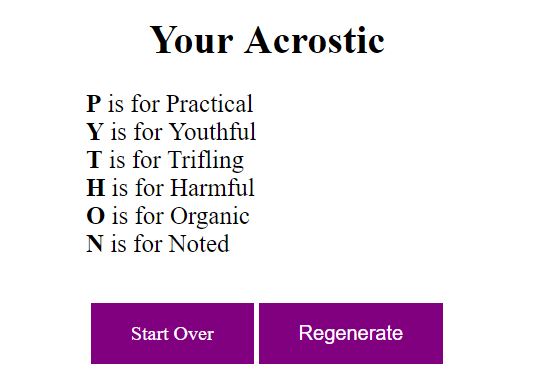 Your Acrostic
P is for Practical
Y is for Youthful
T is for Trifling
H is for Harmful
O is for Organic
N is for Noted
Start Over Regenerate